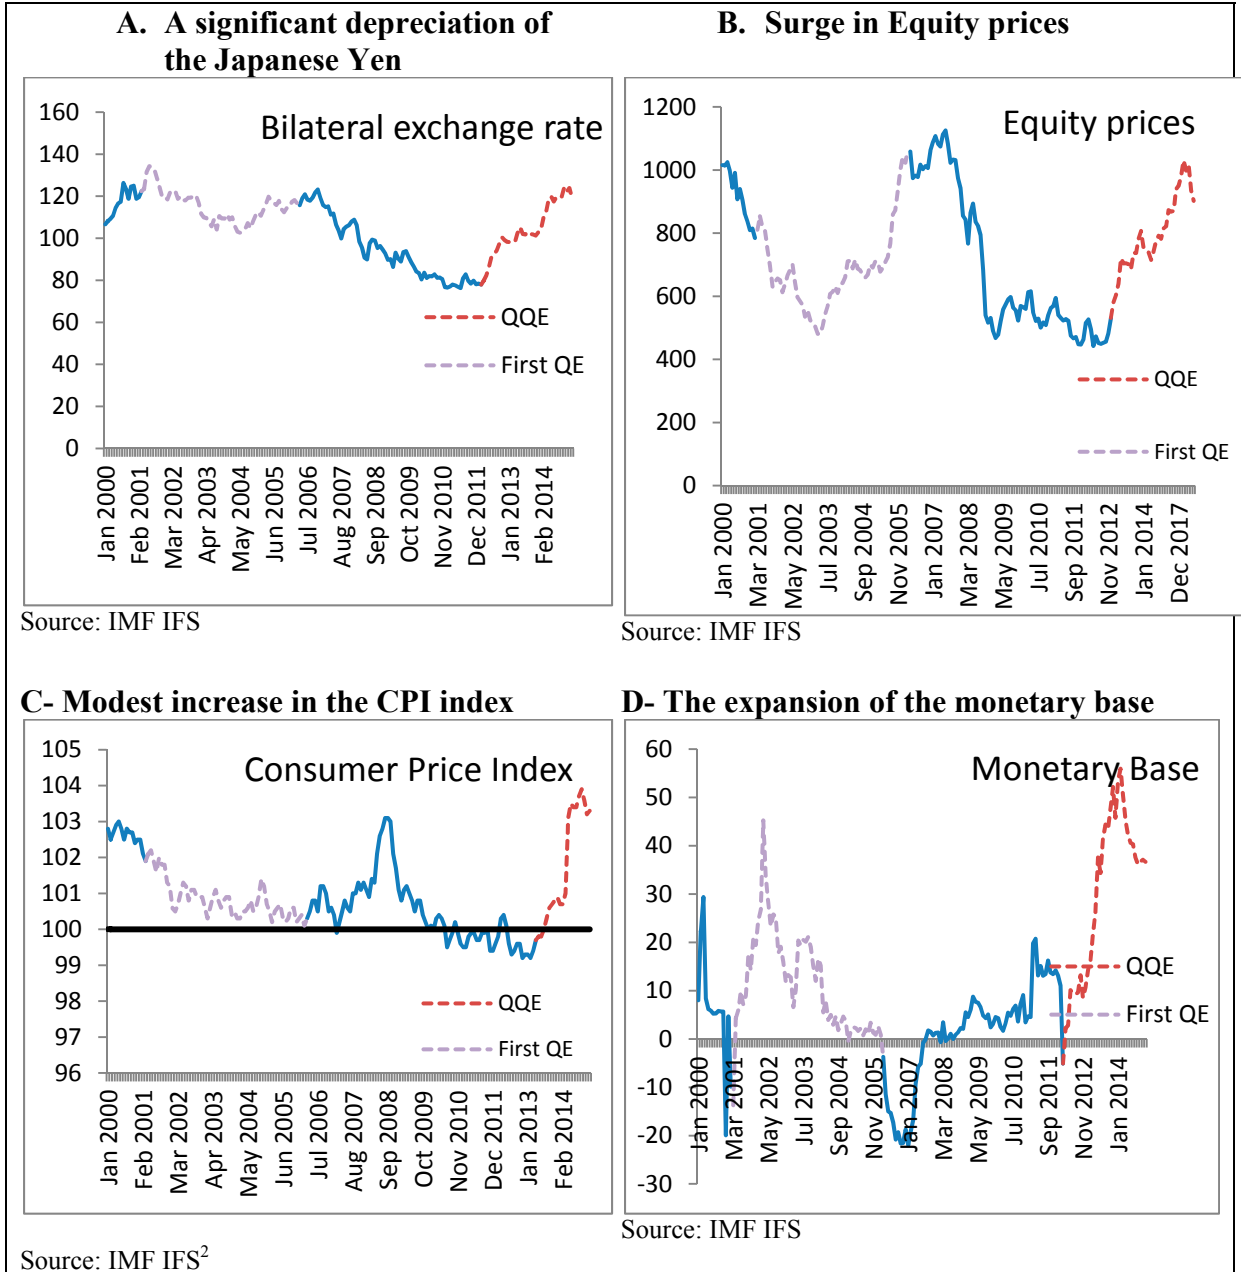 A. A significant depreciation of
the Japanese Yen
Bilateral exchange rate
160
140
120
100
80
60
40
20
0
QQE
First QE
Jan 2000
Feb 2001
Mar 2002
Apr 2003
May 2004
Jun 2005
Jul 2006
Aug 2007
Sep 2008
Oct 2009
Nov 2010
Dec 2011
Jan 2013
Feb 2014
Source: IMF IFS
B. Surge in Equity prices
Equity prices
1200
1000
800
600
400
200
0
QQE
First QE
Jan 2000
Mar 2001
May 2002
Jul 2003
Sep 2004
Nov 2005
Jan 2007
Mar 2008
May 2009
Jul 2010
Sep 2011
Nov 2012
Jan 2014
Dec 2017
Source: IMF IFS
C- Modest increase in the CPI index
Consumer Price Index
105
104
103
102
101
100
99
98
97
96
QQE
First QE
Jan 2000
Feb 2001
Mar 2002
Apr 2003
May 2004
Jun 2005
Jul 2006
Aug 2007
Sep 2008
Oct 2009
Nov 2010
Dec 2011
Jan 2013
Feb 2014
Source: IMF IFS2
D- The expansion of the monetary base
Monetary Base
60
50
40
30
20
10
0
-10
-20
-30
QQE
First QE
Jan 2000
Mar 2001
May 2002
Jul 2003
Sep 2004
Nov 2005
Jan 2007
Mar 2008
May 2009
Jul 2010
Sep 2011
Nov 2012
Jan 2014
Source: IMF IFS